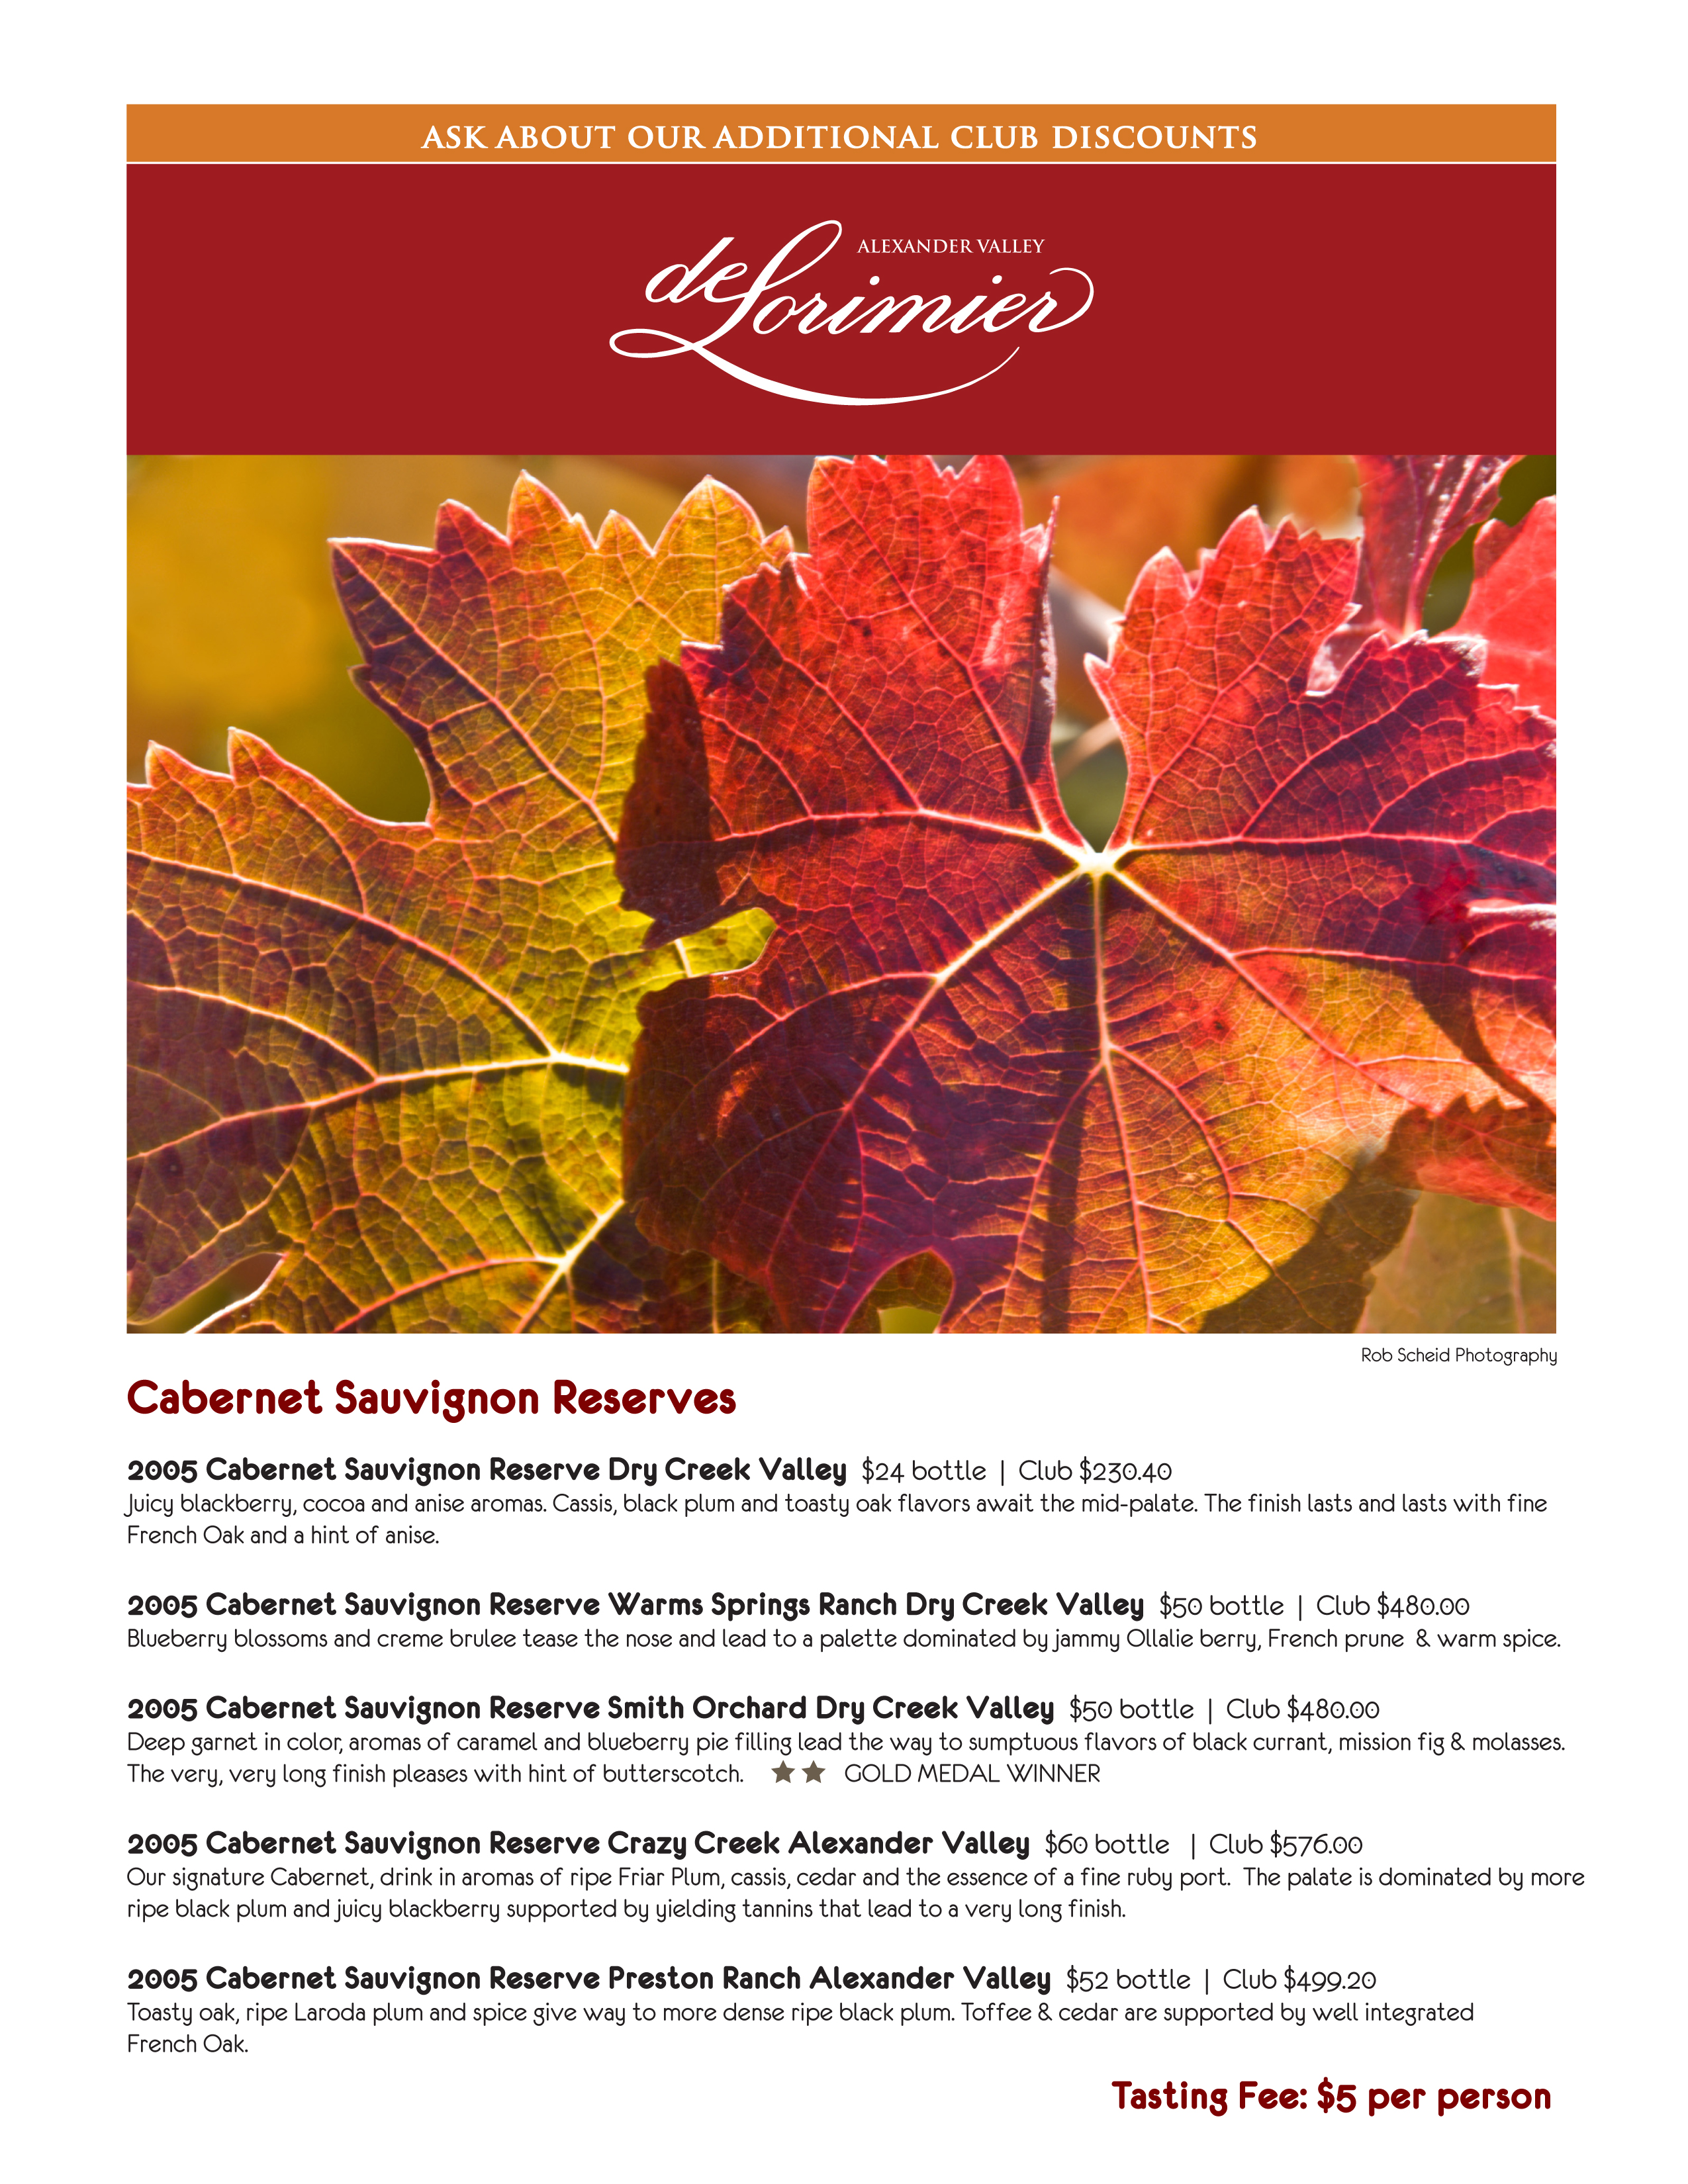 ASK ABOUT OUR ADDITIONAL CLUB DISCOUNTS
ALEXANDER VALLEY
deLorimier
Rob Scheid Photography
Cabernet Sauvignon Reserves
2005 Cabernet Sauvignon Reserve Dry Creek Valley $24 bottle | Club $230.40
Juicy blackberry, cocoa and anise aromas. Cassis, black plum and toasty oak flavors await the mid-palate. The finish lasts and lasts with fine
French Oak and a hint of anise.
2005 Cabernet Sauvignon Reserve Warms Springs Ranch Dry Creek Valley $50 bottle | Club $480.00
Blueberry blossoms and creme brulee tease the nose and lead to a palette dominated by jammy Ollalie berry, French prune & warm spice.
2005 Cabernet Sauvignon Reserve Smith Orchard Dry Creek Valley $50 bottle | Club $480.00
Deep garnet in color, aromas of caramel and blueberry pie filling lead the way to sumptuous flavors of black currant, mission fig & molasses.
The very, very long finish pleases with hint of butterscotch. ★ ★ GOLD MEDAL WINNER
2005 Cabernet Sauvignon Reserve Crazy Creek Alexander Valley $60 bottle | Club $576.00
Our signature Cabernet, drink in aromas of ripe Friar Plum, cassis, cedar and the essence of a fine ruby port. The palate is dominated by more
ripe black plum and juicy blackberry supported by yielding tannins that lead to a very long finish.
2005 Cabernet Sauvignon Reserve Preston Ranch Alexander Valley $52 bottle | Club $499.20
Toasty oak, ripe Laroda plum and spice give way to more dense ripe black plum. Toffee & cedar are supported by well integrated
French Oak.
Tasting Fee: $5 per person